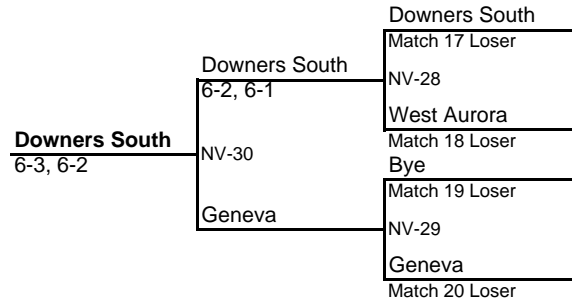 Downers South
Match 17 Loser
Downers South
NV-28
6-2, 6-1
West Aurora
Downers South
Match 18 Loser
NV-30
6-3, 6-2
Bye
Match 19 Loser
Geneva
NV-29
Geneva
Match 20 Loser